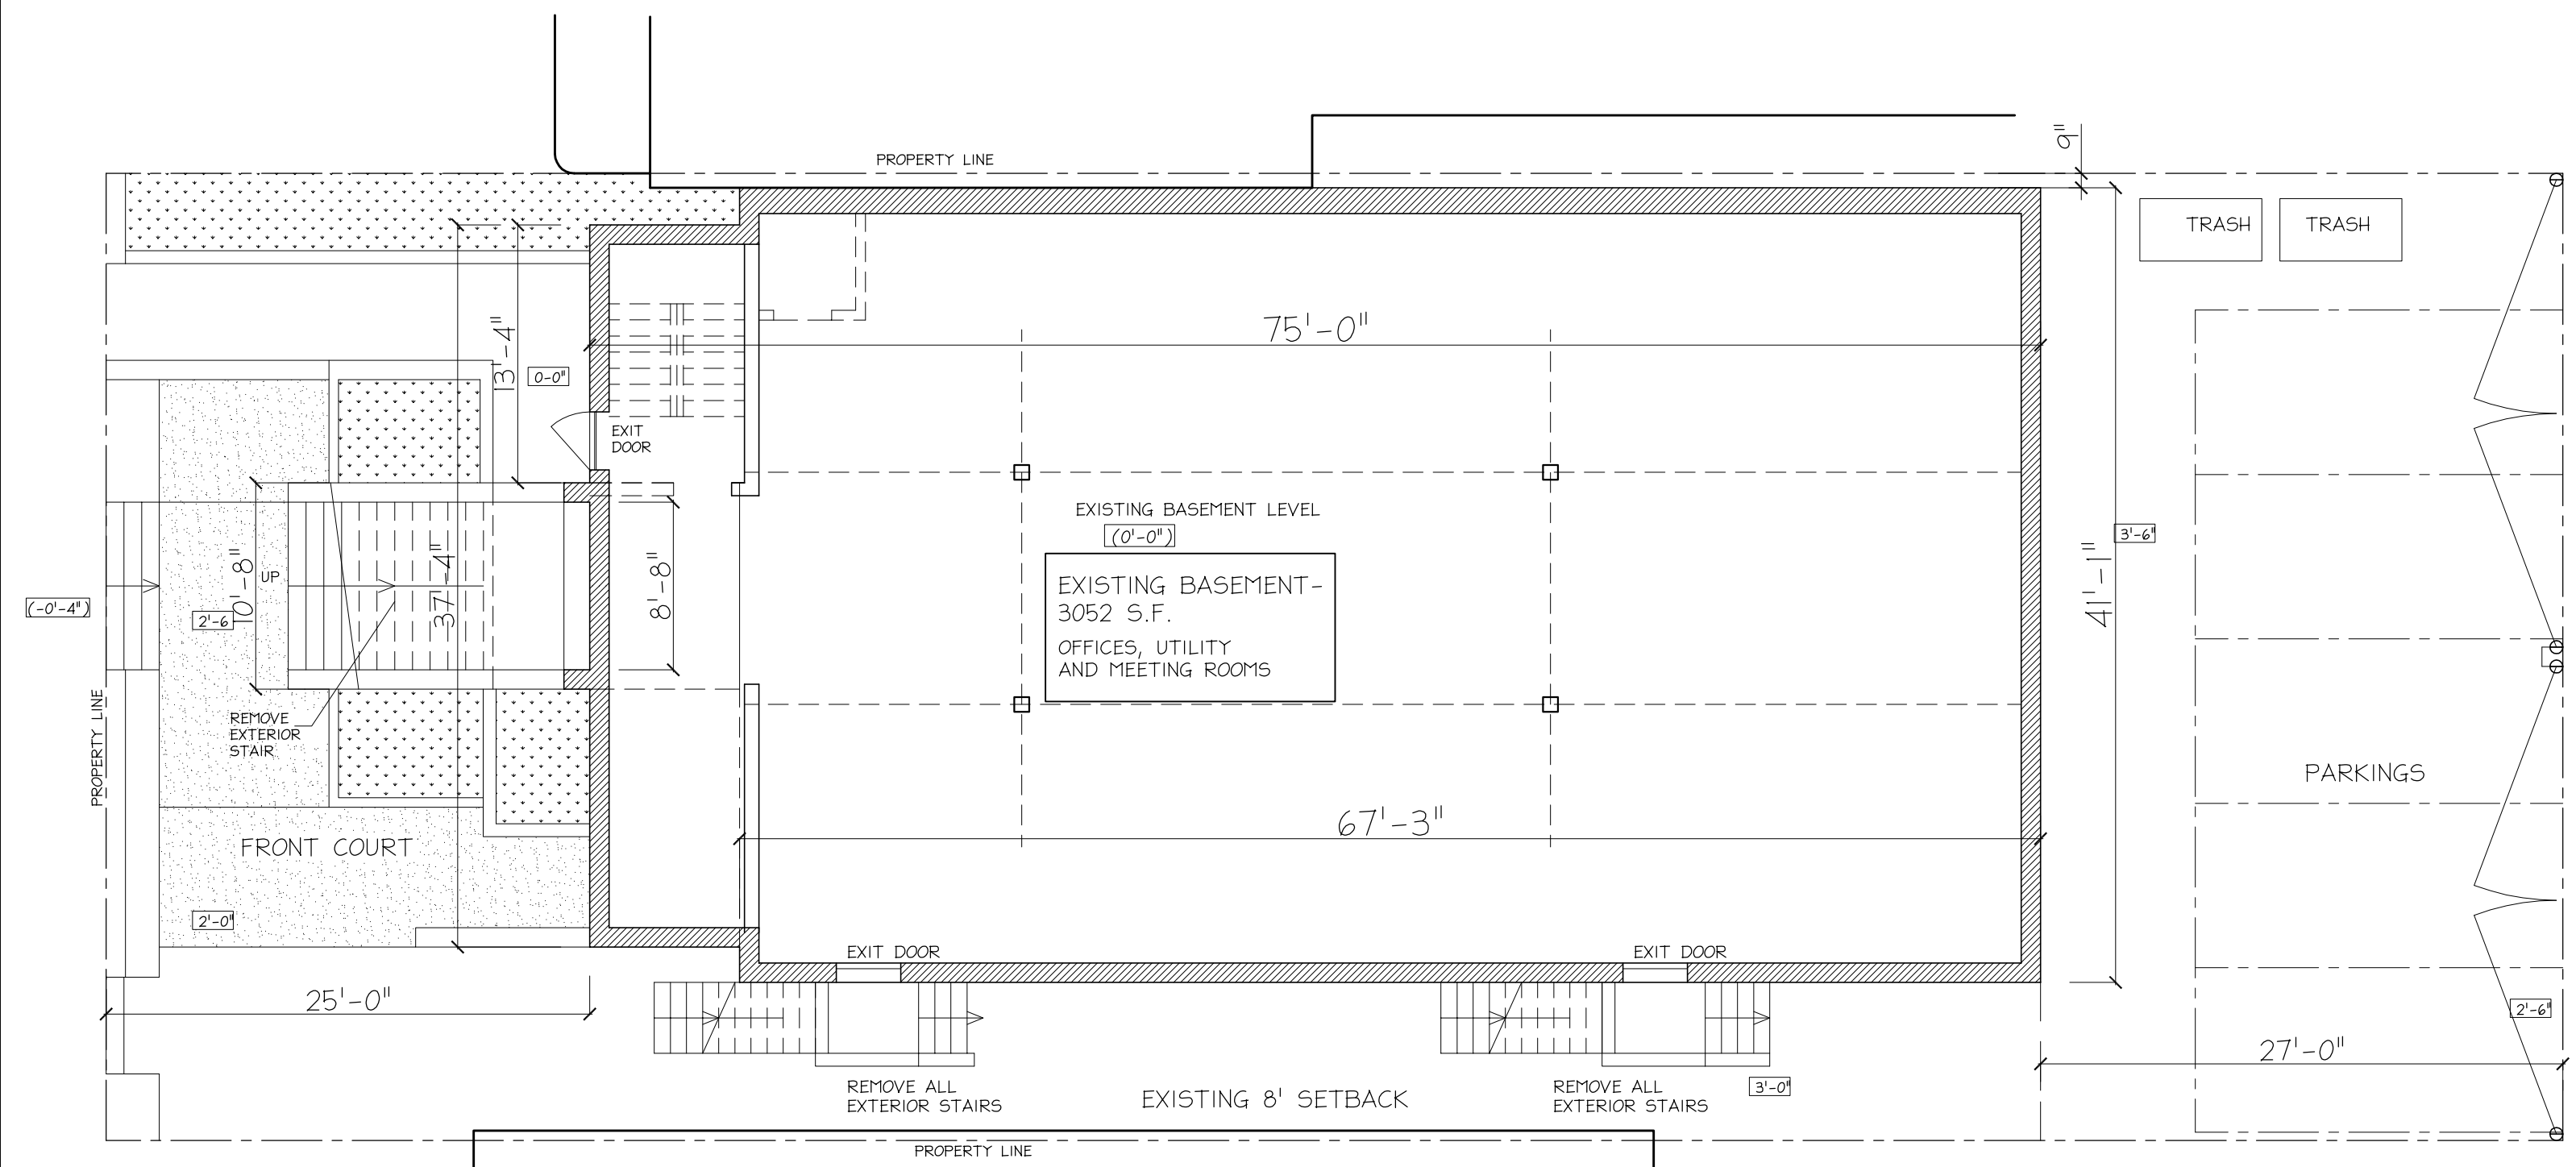 9"
PROPERTY LINE
TRASH
TRASH
75'-0"
13'-4"
0-0"
EXIT
DOOR
EXISTING BASEMENT LEVEL
(0'-0")
3'-6"
41'-1"
EXISTING BASEMENT-
3052 S.F.
OFFICES, UTILITY
AND MEETING ROOMS
10'-8"
UP
37'-4"
8'-8"
(-0'-4")
2'-6
REMOVE
EXTERIOR
STAIR
PROPERTY LINE
PARKINGS
67'-3"
FRONT COURT
2'-0"
EXIT DOOR
EXIT DOOR
25'-0"
2'-6"
27'-0"
REMOVE ALL
EXTERIOR STAIRS
EXISTING 8' SETBACK
REMOVE ALL
EXTERIOR STAIRS
3'-0"
PROPERTY LINE